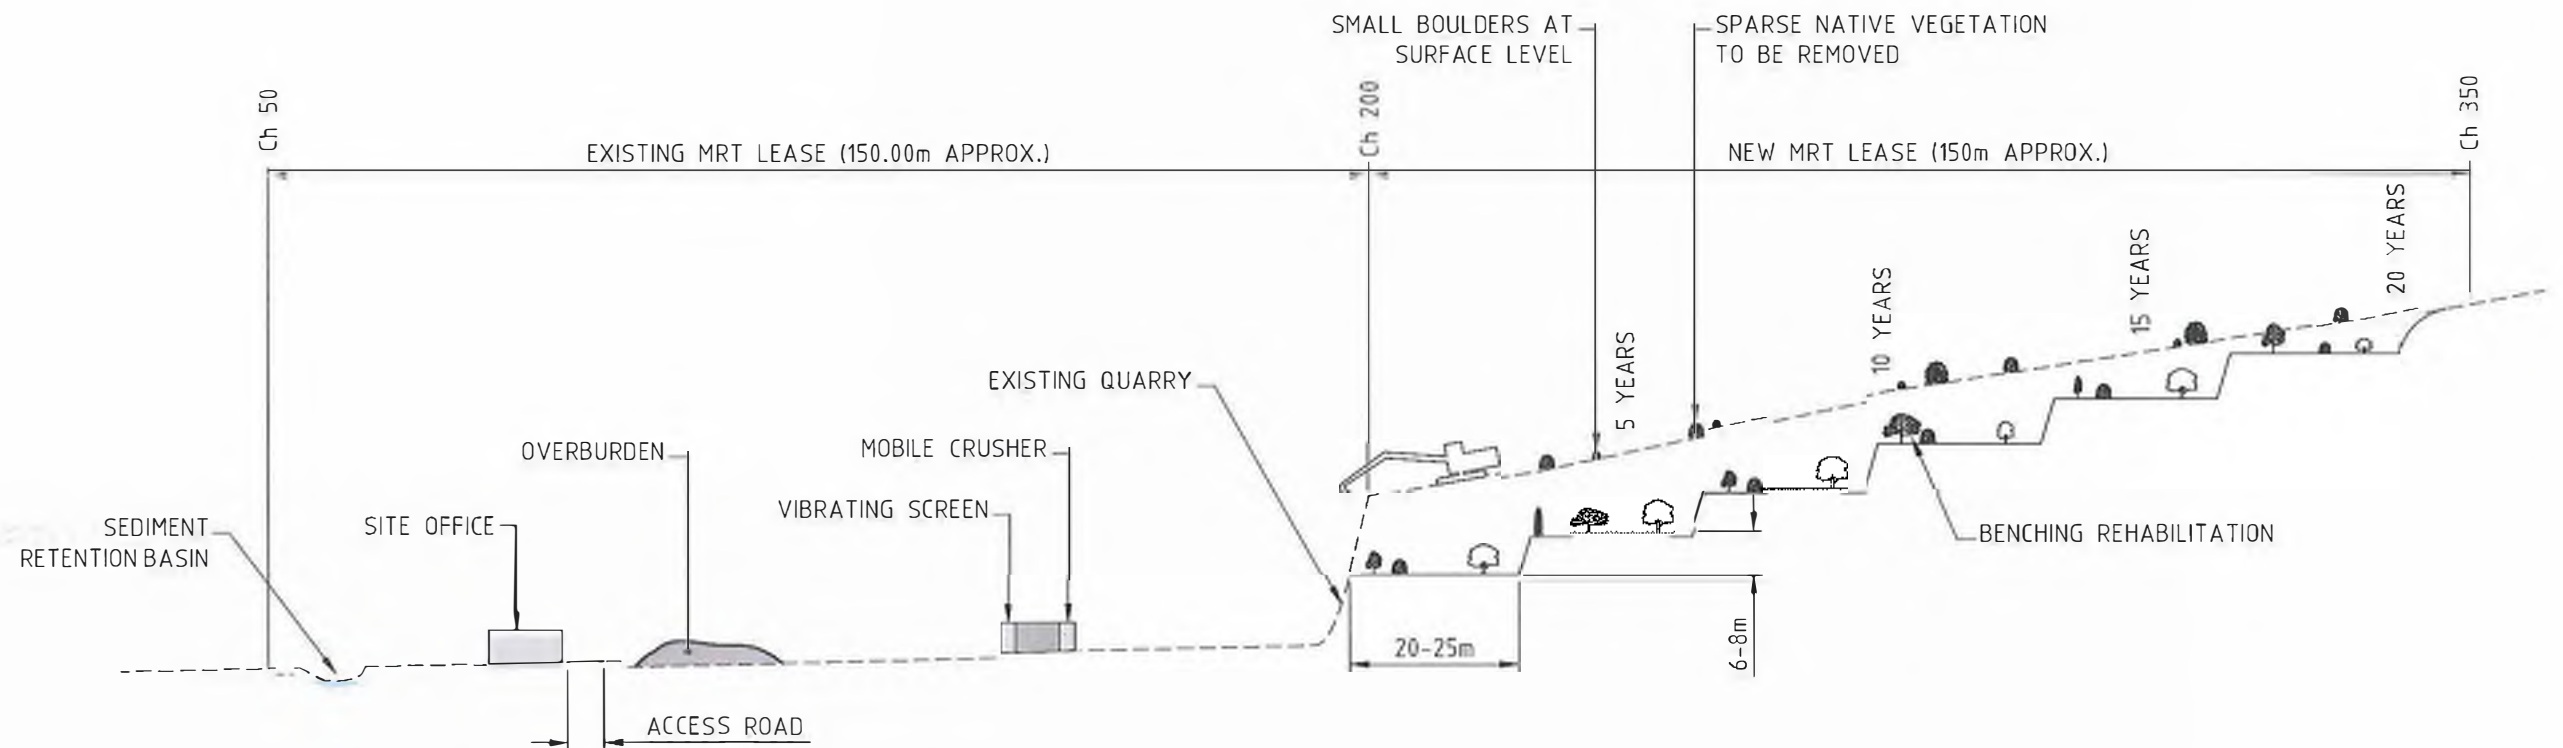 SMALL BOULDERS AT
SURFACE LEVEL
SPARSE NATIVE VEGETATION
TO BE REMOVED
Ch 50
Ch 200
Ch 350
EXISTING MRT LEASE (150.00m APPROX.)
NEW MRT LEASE (150m APPROX.)
5 YEARS
10 YEARS
15 YEARS
20 YEARS
EXISTING QUARRY
OVERBURDEN
MOBILE CRUSHER
VIBRATING SCREEN
SITE OFFICE
SEDIMENT
RETENTION BASIN
BENCHING REHABILITATION
20-25m
6-8m
ACCESS ROAD